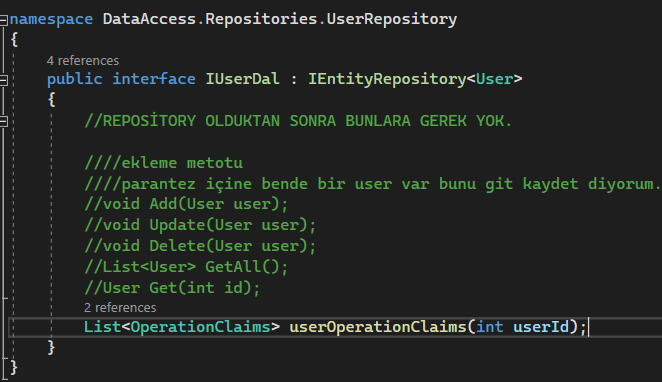 namespace DataAccess.Repositories.UserRepository
{
4 references
public interface IUserDal : IEntityRepository<User>
{
//REPOSİTORY OLDUKTAN SONRA BUNLARA GEREK YOK.
////ekleme metotu
////parantez içine bende bir user var bunu git kaydet diyorum.
//void Add(User user);
//void Update(User user);
//void Delete(User user);
//List<User> GetAll();
//User Get(int id);
2 references
List<OperationClaims> userOperationClaims(int userId);
}
}